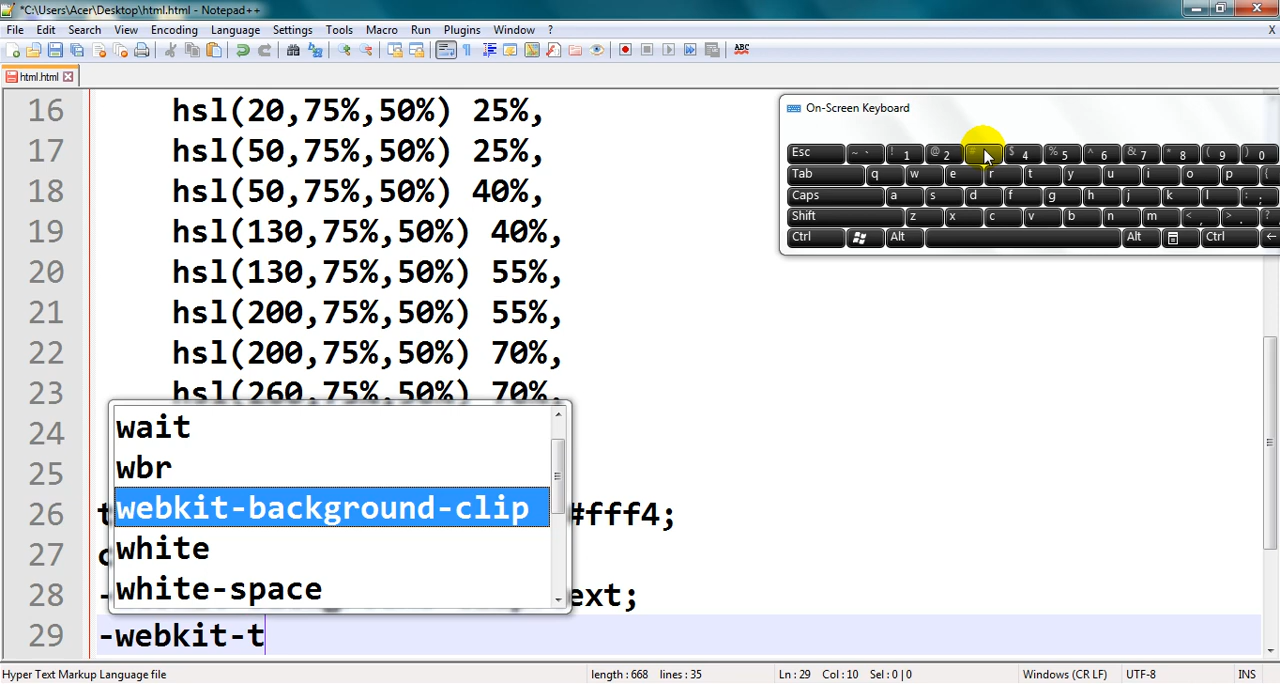 *C:\Users\Acer\Desktop\html.html - Notepad++
File Edit Search View Encoding Language Settings Tools Macro Run Plugins Window ? X
ABC
html.html
16 hsl(20,75%,50%) 25%,
17 hsl(50,75%,50%) 25%,
18 hsl(50,75%,50%) 40%,
19 hsl(130,75%,50%) 40%,
20 hsl(130,75%,50%) 55%,
21 hsl(200,75%,50%) 55%,
22 hsl(200,75%,50%) 70%,
23 hsl(260,75%,50%) 70%,
24
25
26 #fff4;
27
28 ext;
29 -webkit-t
wait
wbr
webkit-background-clip
white
white-space
On-Screen Keyboard
Esc ~ ` ! 1 @ 2 $ 4 % 5 ^ 6 & 7 * 8 ( 9 ) 0
Tab q w e r t y u i o p {
Caps a s d f g h j k l : ;
Shift z x c v b n m < , > . ?
Ctrl Alt Alt Ctrl
Hyper Text Markup Language file length : 668 lines : 35 Ln : 29 Col : 10 Sel : 0 | 0 Windows (CR LF) UTF-8 INS